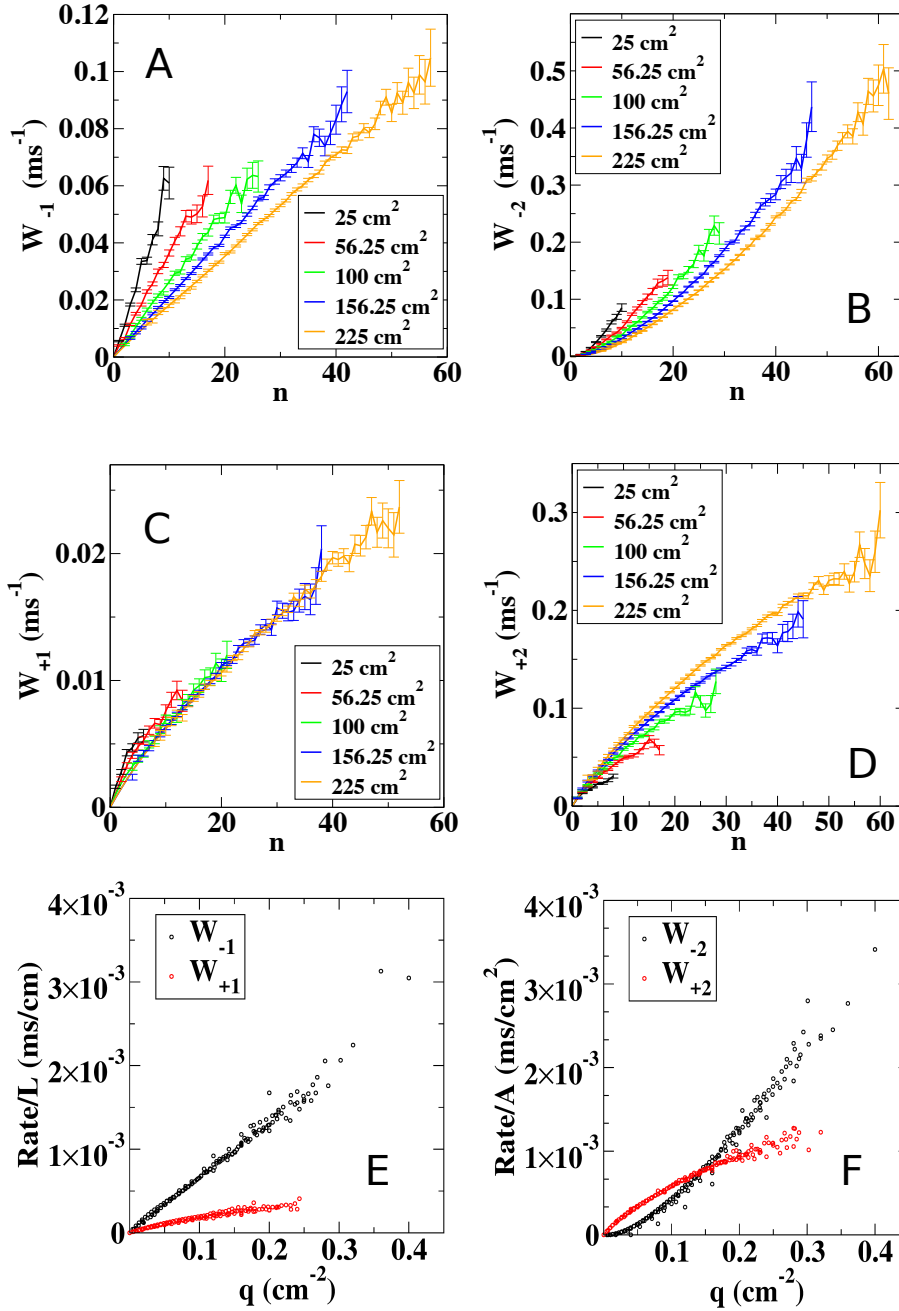 A
W₋₁ (ms⁻¹)
0.12
0.1
0.08
0.06
0.04
0.02
0
25 cm²
56.25 cm²
100 cm²
156.25 cm²
225 cm²
0 20 40 60
n
B
W₋₂ (ms⁻¹)
0.5
0.4
0.3
0.2
0.1
0
25 cm²
56.25 cm²
100 cm²
156.25 cm²
225 cm²
0 20 40 60
n
C
W₊₁ (ms⁻¹)
0.02
0.01
0
25 cm²
56.25 cm²
100 cm²
156.25 cm²
225 cm²
0 20 40 60
n
D
W₊₂ (ms⁻¹)
0.3
0.2
0.1
0
25 cm²
56.25 cm²
100 cm²
156.25 cm²
225 cm²
0 10 20 30 40 50 60
n
E
Rate/L (ms/cm)
4×10⁻³
3×10⁻³
2×10⁻³
1×10⁻³
0
W₋₁
W₊₁
0.1 0.2 0.3 0.4
q (cm⁻²)
F
Rate/A (ms/cm²)
4×10⁻³
3×10⁻³
2×10⁻³
1×10⁻³
0
W₋₂
W₊₂
0.1 0.2 0.3 0.4
q (cm⁻²)